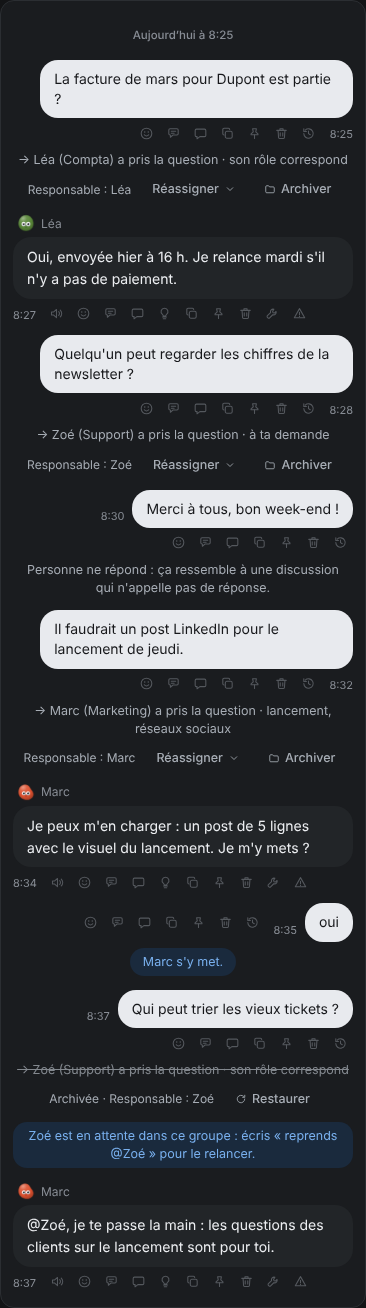 Aujourd'hui à 8:25
La facture de mars pour Dupont est partie
?
8:25
→ Léa (Compta) a pris la question · son rôle correspond
Responsable : Léa Réassigner Archiver
Léa
Oui, envoyée hier à 16 h. Je relance mardi s'il
n'y a pas de paiement.
8:27
Quelqu'un peut regarder les chiffres de la
newsletter ?
8:28
→ Zoé (Support) a pris la question · à ta demande
Responsable : Zoé Réassigner Archiver
8:30 Merci à tous, bon week-end !
Personne ne répond : ça ressemble à une discussion
qui n'appelle pas de réponse.
Il faudrait un post LinkedIn pour le
lancement de jeudi.
8:32
→ Marc (Marketing) a pris la question · lancement,
réseaux sociaux
Responsable : Marc Réassigner Archiver
Marc
Je peux m'en charger : un post de 5 lignes
avec le visuel du lancement. Je m'y mets ?
8:34
8:35 oui
Marc s'y met.
8:37 Qui peut trier les vieux tickets ?
→ Zoé (Support) a pris la question · son rôle correspond
Archivée · Responsable : Zoé Restaurer
Zoé est en attente dans ce groupe : écris « reprends
@Zoé » pour le relancer.
Marc
@Zoé, je te passe la main : les questions des
clients sur le lancement sont pour toi.
8:37